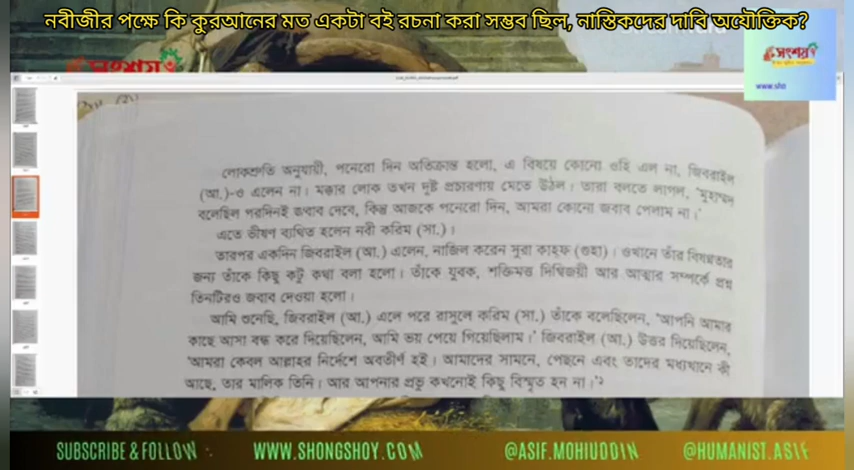 নবীজীর পক্ষে কি কুরআনের মত একটা বই রচনা করা সম্ভব ছিল, নাস্তিকদের দাবি অযৌক্তিক?
সংশয়
সংশয়
www.sho
লোকশ্রুতি অনুযায়ী, পনেরো দিন অতিক্রান্ত হলো, এ বিষয়ে কোনো ওহি এল না, জিবরাইল
(আ.)-ও এলেন না। মক্কার লোক তখন দুষ্ট প্রচারণায় মেতে উঠল। তারা বলতে লাগল, 'মুহাম্মদ
বলেছিল পরদিনই জবাব দেবে, কিন্তু আজকে পনেরো দিন, আমরা কোনো জবাব পেলাম না।'
এতে ভীষণ ব্যথিত হলেন নবী করিম (সা.)।
তারপর একদিন জিবরাইল (আ.) এলেন, নাজিল করেন সুরা কাহ্‌ফ (গুহা)। ওখানে তাঁর বিষণ্নতার
জন্য তাঁকে কিছু কটু কথা বলা হলো। তাঁকে যুবক, শক্তিমত্ত দিগ্বিজয়ী আর আত্মার সম্পর্কে প্রশ্ন
তিনটিরও জবাব দেওয়া হলো।
আমি শুনেছি, জিবরাইল (আ.) এলে পরে রাসুলে করিম (সা.) তাঁকে বলেছিলেন, 'আপনি আমার
কাছে আসা বন্ধ করে দিয়েছিলেন, আমি ভয় পেয়ে গিয়েছিলাম।' জিবরাইল (আ.) উত্তর দিয়েছিলেন,
'আমরা কেবল আল্লাহর নির্দেশে অবতীর্ণ হই। আমাদের সামনে, পেছনে এবং তাদের মধ্যখানে কী
আছে, তার মালিক তিনি। আর আপনার প্রভু কখনোই কিছু বিস্মৃত হন না।'২
SUBSCRIBE & FOLLOW :
WWW.SHONGSHOY.COM
@ASIF.MOHIUDDIN
@HUMANIST.ASIF